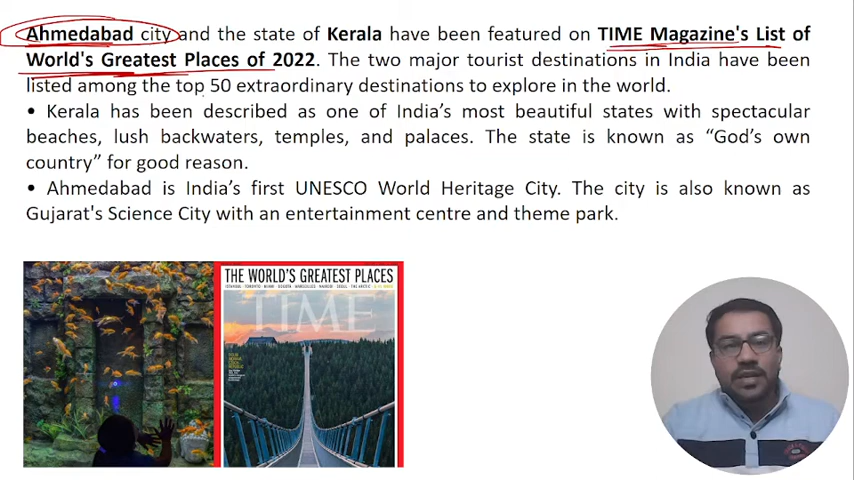 Ahmedabad city and the state of Kerala have been featured on TIME Magazine's List of
World's Greatest Places of 2022. The two major tourist destinations in India have been
listed among the top 50 extraordinary destinations to explore in the world.
• Kerala has been described as one of India's most beautiful states with spectacular
beaches, lush backwaters, temples, and palaces. The state is known as “God's own
country” for good reason.
• Ahmedabad is India's first UNESCO World Heritage City. The city is also known as
Gujarat's Science City with an entertainment centre and theme park.
THE WORLD'S GREATEST PLACES
TIME